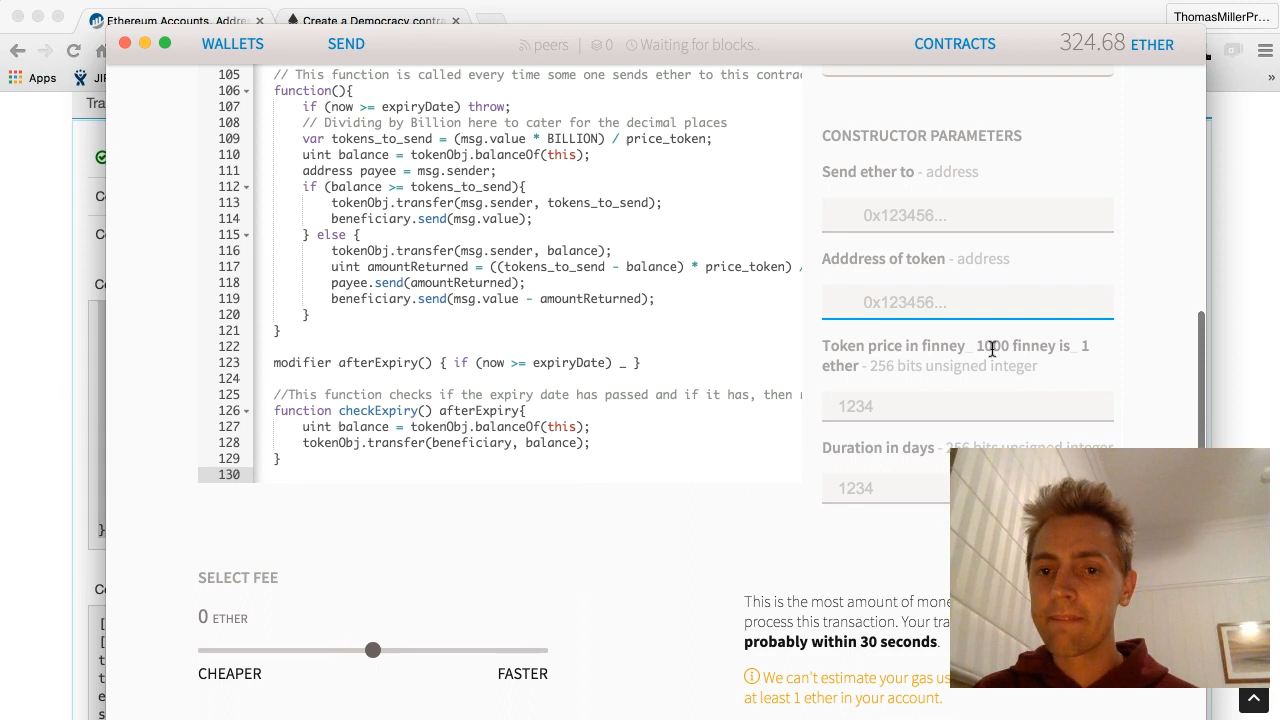 Ethereum Accounts, Addre
Create a Democracy contra
ThomasMillerPr...
WALLETS
SEND
peers
0
Waiting for blocks..
CONTRACTS
324.68 ETHER
Apps
JI
Tra
105 // This function is called every time some one sends ether to this contra
106 function(){
107 if (now >= expiryDate) throw;
108 // Dividing by Billion here to cater for the decimal places
109 var tokens_to_send = (msg.value * BILLION) / price_token;
110 uint balance = tokenObj.balanceOf(this);
111 address payee = msg.sender;
112 if (balance >= tokens_to_send){
113 tokenObj.transfer(msg.sender, tokens_to_send);
114 beneficiary.send(msg.value);
115 } else {
116 tokenObj.transfer(msg.sender, balance);
117 uint amountReturned = ((tokens_to_send - balance) * price_token) /
118 payee.send(amountReturned);
119 beneficiary.send(msg.value - amountReturned);
120 }
121 }
122
123 modifier afterExpiry() { if (now >= expiryDate) _ }
124
125 //This function checks if the expiry date has passed and if it has, then
126 function checkExpiry() afterExpiry{
127 uint balance = tokenObj.balanceOf(this);
128 tokenObj.transfer(beneficiary, balance);
129 }
130
CONSTRUCTOR PARAMETERS
Send ether to - address
0x123456...
Adddress of token - address
0x123456...
Token price in finney_ 1000 finney is_ 1
ether - 256 bits unsigned integer
1234
Duration in days - 256 bits unsigned integer
1234
SELECT FEE
0 ETHER
CHEAPER
FASTER
This is the most amount of mone
process this transaction. Your tra
probably within 30 seconds.
We can't estimate your gas us
at least 1 ether in your account.